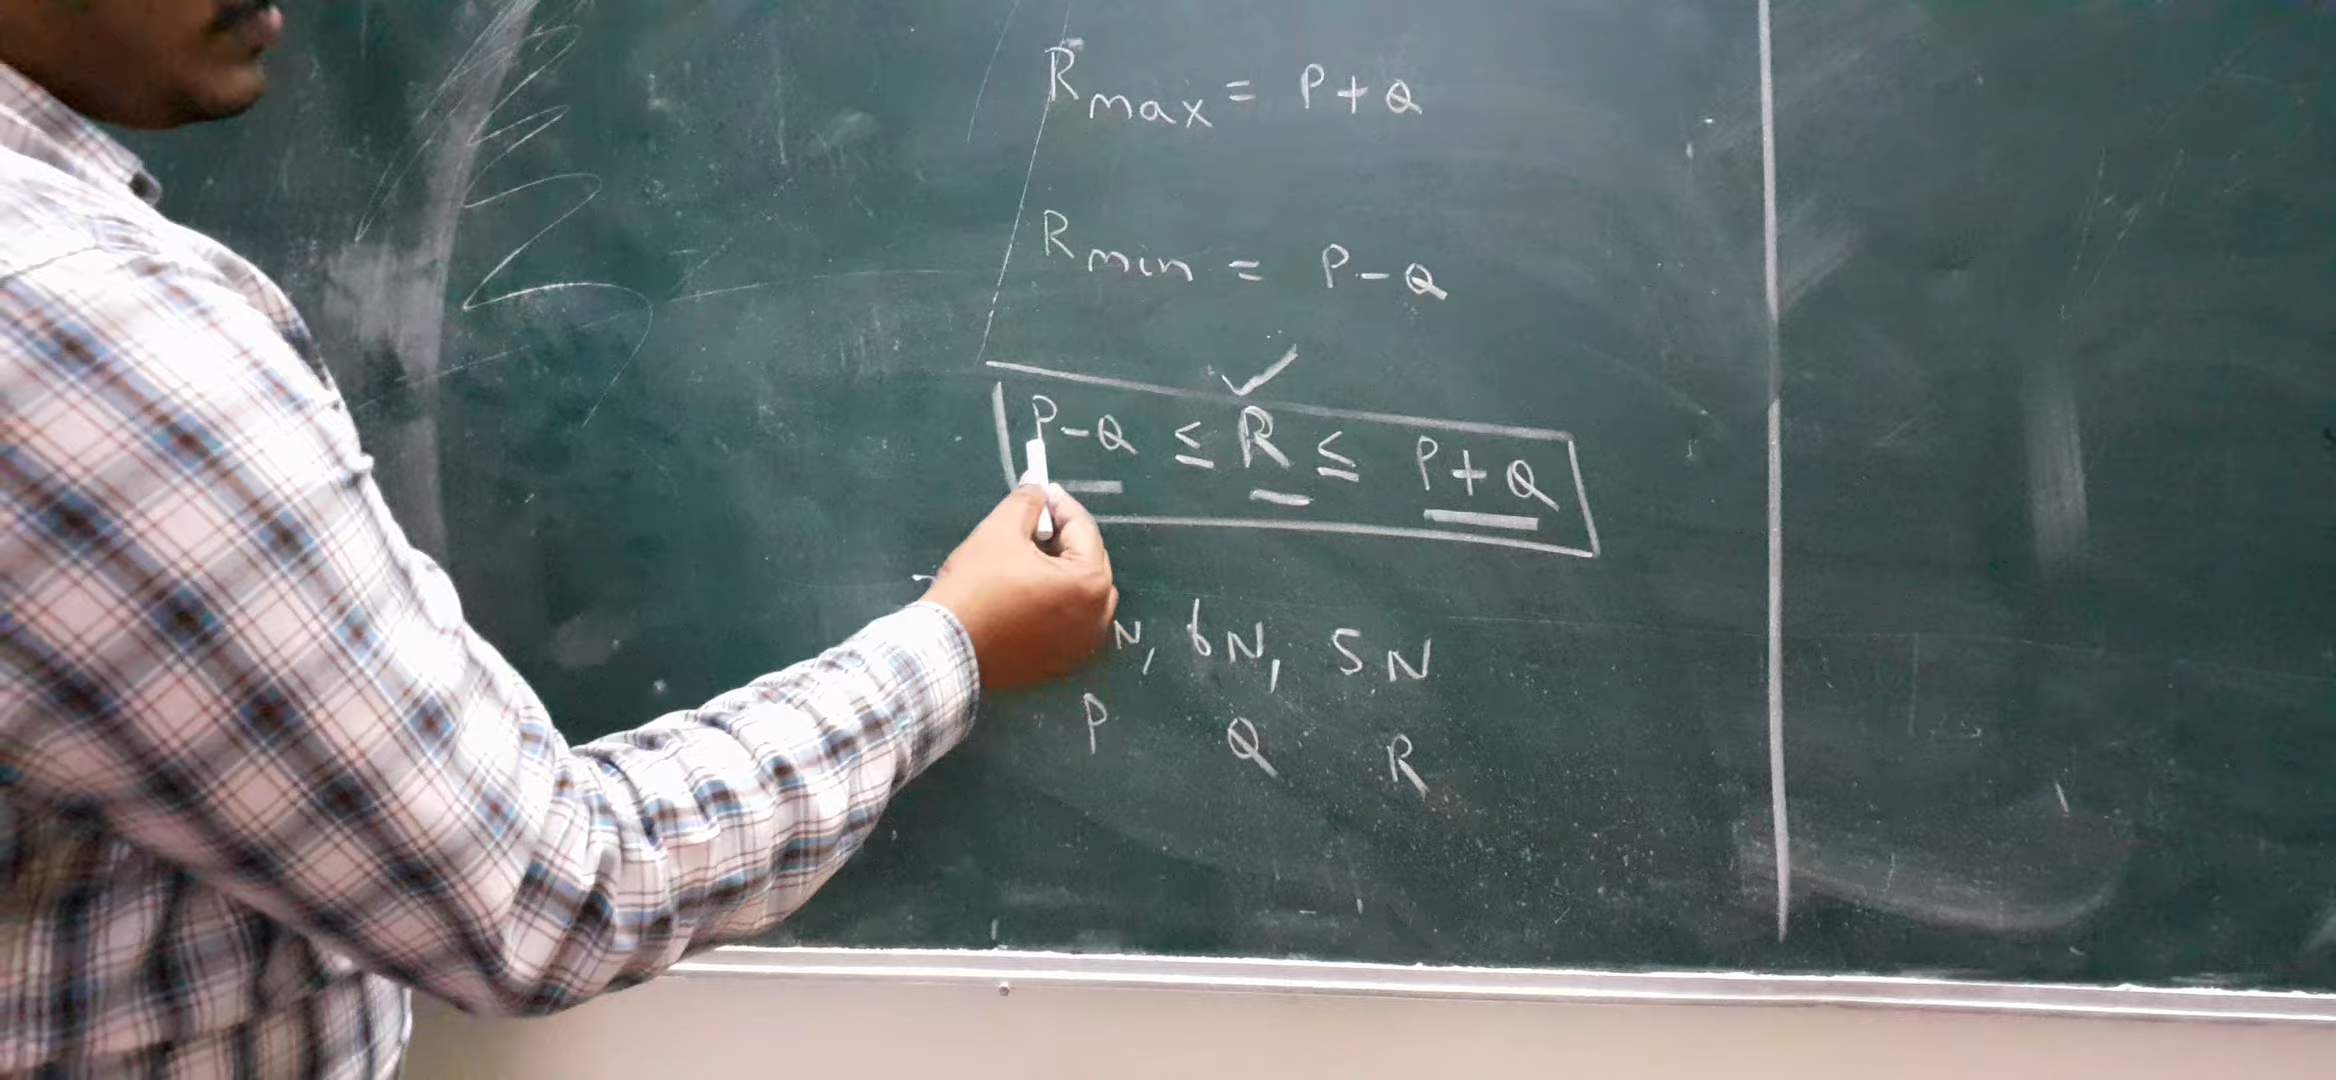 Rmax = P+Q
Rmin = P-Q
P-Q ≤ R ≤ P+Q
N, 6N, 5N
P Q R